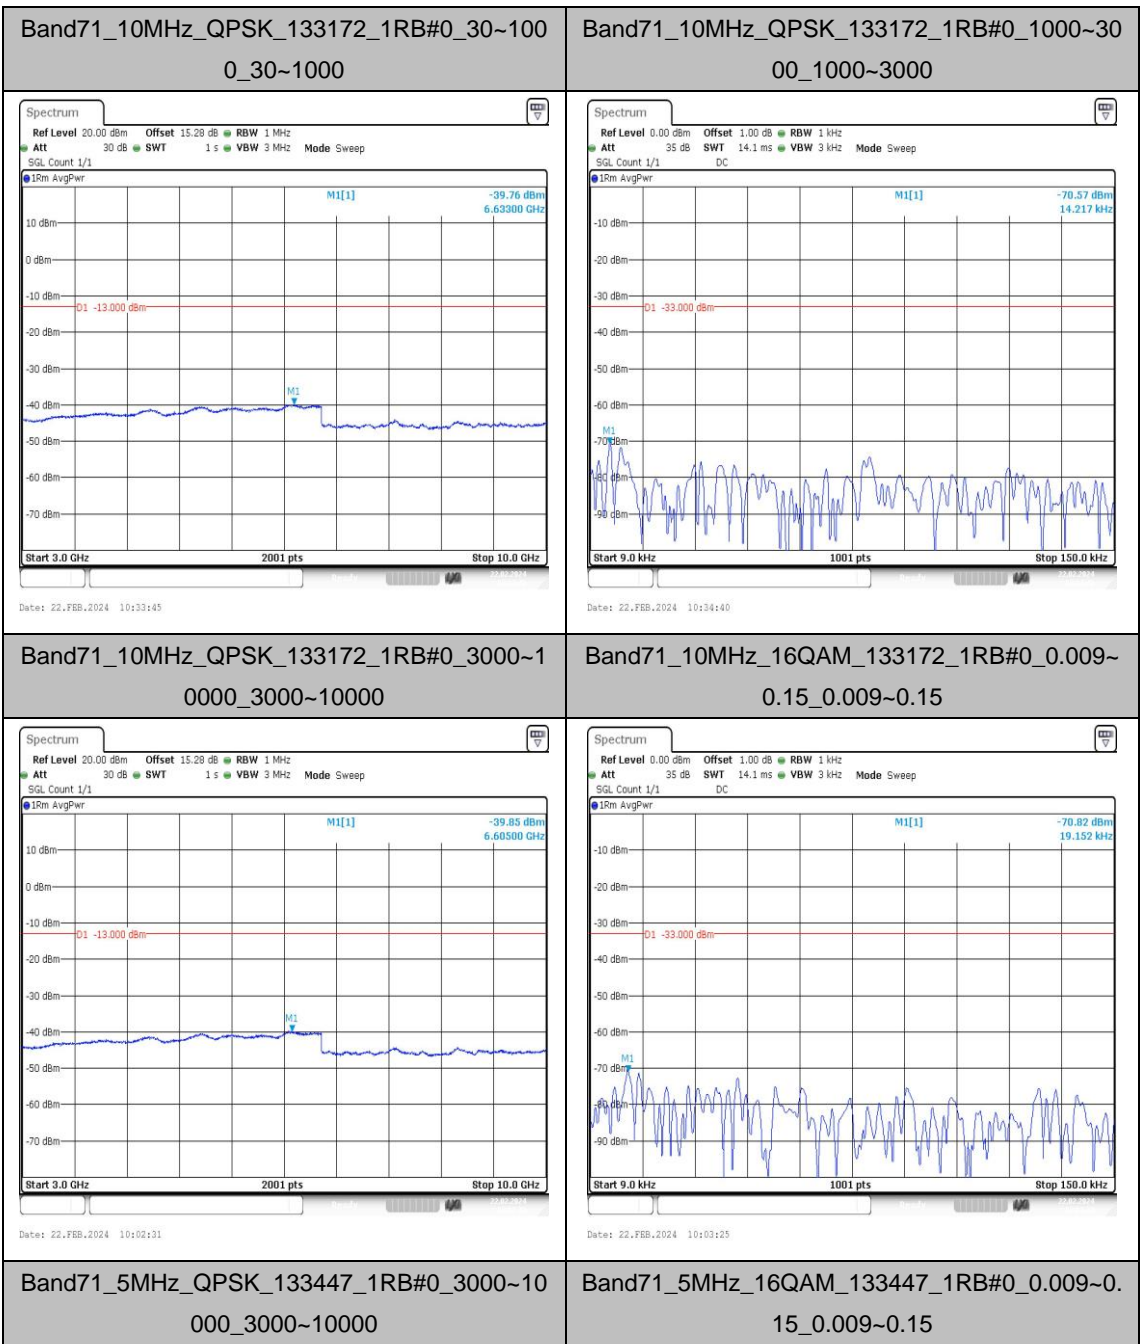 Band71_10MHz_QPSK_133172_1RB#0_30~100
0_30~1000
Band71_10MHz_QPSK_133172_1RB#0_1000~30
00_1000~3000
Spectrum
Ref Level 20.00 dBm Offset 15.28 dB RBW 1 MHz
Att 30 dB SWT 1 s VBW 3 MHz Mode Sweep
SGL Count 1/1
1Rm AvgPwr
M1[1] -39.76 dBm
6.63300 GHz
10 dBm
0 dBm
-10 dBm
D1 -13.000 dBm
-20 dBm
-30 dBm
M1
-40 dBm
-50 dBm
-60 dBm
-70 dBm
Start 3.0 GHz 2001 pts Stop 10.0 GHz
Date: 22.FEB.2024 10:33:45
Spectrum
Ref Level 0.00 dBm Offset 1.00 dB RBW 1 kHz
Att 35 dB SWT 14.1 ms VBW 3 kHz Mode Sweep
SGL Count 1/1 DC
1Rm AvgPwr
M1[1] -70.57 dBm
14.217 kHz
-10 dBm
-20 dBm
-30 dBm
D1 -33.000 dBm
-40 dBm
-50 dBm
-60 dBm
M1
-70 dBm
-80 dBm
-90 dBm
Start 9.0 kHz 1001 pts Stop 150.0 kHz
Date: 22.FEB.2024 10:34:40
Band71_10MHz_QPSK_133172_1RB#0_3000~1
0000_3000~10000
Band71_10MHz_16QAM_133172_1RB#0_0.009~
0.15_0.009~0.15
Spectrum
Ref Level 20.00 dBm Offset 15.28 dB RBW 1 MHz
Att 30 dB SWT 1 s VBW 3 MHz Mode Sweep
SGL Count 1/1
1Rm AvgPwr
M1[1] -39.85 dBm
6.60500 GHz
10 dBm
0 dBm
-10 dBm
D1 -13.000 dBm
-20 dBm
-30 dBm
M1
-40 dBm
-50 dBm
-60 dBm
-70 dBm
Start 3.0 GHz 2001 pts Stop 10.0 GHz
Date: 22.FEB.2024 10:02:31
Spectrum
Ref Level 0.00 dBm Offset 1.00 dB RBW 1 kHz
Att 35 dB SWT 14.1 ms VBW 3 kHz Mode Sweep
SGL Count 1/1 DC
1Rm AvgPwr
M1[1] -70.82 dBm
19.152 kHz
-10 dBm
-20 dBm
-30 dBm
D1 -33.000 dBm
-40 dBm
-50 dBm
-60 dBm
M1
-70 dBm
-80 dBm
-90 dBm
Start 9.0 kHz 1001 pts Stop 150.0 kHz
Date: 22.FEB.2024 10:03:25
Band71_5MHz_QPSK_133447_1RB#0_3000~10
000_3000~10000
Band71_5MHz_16QAM_133447_1RB#0_0.009~0.
15_0.009~0.15